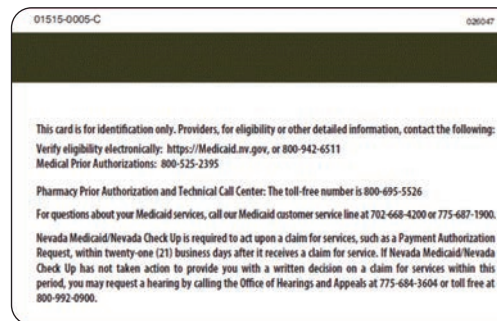 01515-0005-C 026047
This card is for identification only. Providers, for eligibility or other detailed information, contact the following:
Verify eligibility electronically: https://Medicaid.nv.gov, or 800-942-6511
Medical Prior Authorizations: 800-525-2395
Pharmacy Prior Authorization and Technical Call Center: The toll-free number is 800-695-5526
For questions about your Medicaid services, call our Medicaid customer service line at 702-668-4200 or 775-687-1900.
Nevada Medicaid/Nevada Check Up is required to act upon a claim for services, such as a Payment Authorization
Request, within twenty-one (21) business days after it receives a claim for service. If Nevada Medicaid/Nevada
Check Up has not taken action to provide you with a written decision on a claim for services within this
period, you may request a hearing by calling the Office of Hearings and Appeals at 775-684-3604 or toll free at
800-992-0900.